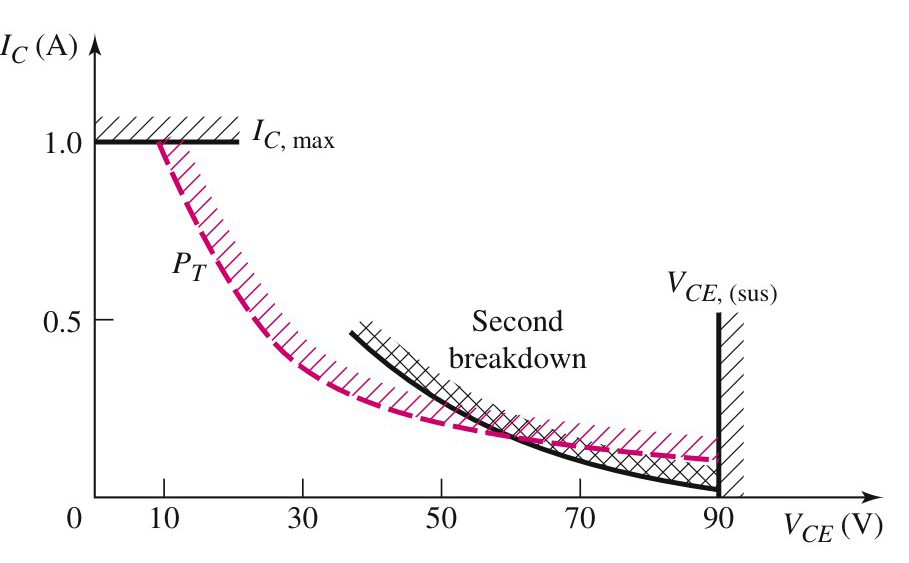 I_C (A)
1.0
I_C, max
P_T
V_CE, (sus)
0.5
Second
breakdown
0
10
30
50
70
90
V_CE (V)